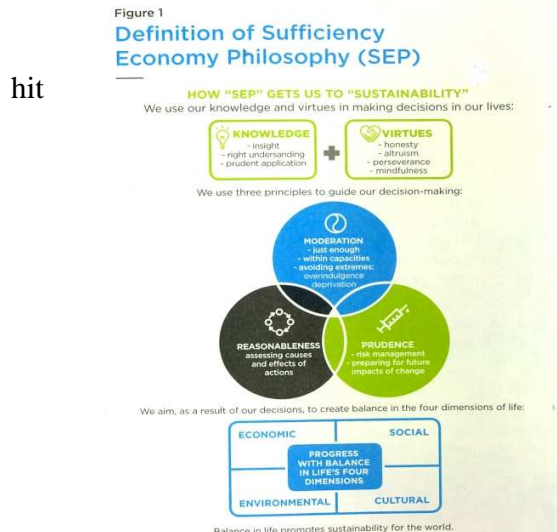 Figure 1
Definition of Sufficiency
Economy Philosophy (SEP)
hit
HOW "SEP" GETS US TO "SUSTAINABILITY"
We use our knowledge and virtues in making decisions in our lives:
KNOWLEDGE
- insight
- right undersanding
- prudent application
+
VIRTUES
- honesty
- altruism
- perseverance
- mindfulness
We use three principles to guide our decision-making:
MODERATION
- just enough
- within capacities
- avoiding extremes:
overindulgence
deprivation
REASONABLENESS
assessing causes
and effects of
actions
PRUDENCE
- risk management
- preparing for future
impacts of change
We aim, as a result of our decisions, to create balance in the four dimensions of life:
ECONOMIC
SOCIAL
PROGRESS
WITH BALANCE
IN LIFE'S FOUR
DIMENSIONS
ENVIRONMENTAL
CULTURAL
Balance in life promotes sustainability for the world.